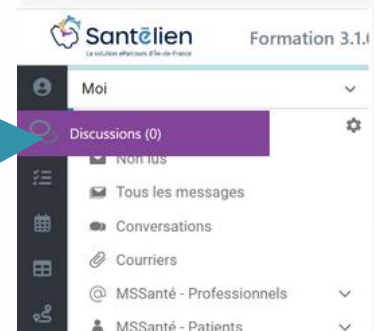 Santélien
La solution eParcours d'Île-de-France
Formation 3.1.
Moi
Discussions (0)
Non lus
Tous les messages
Conversations
Courriers
MSSanté - Professionnels
MSSanté - Patients